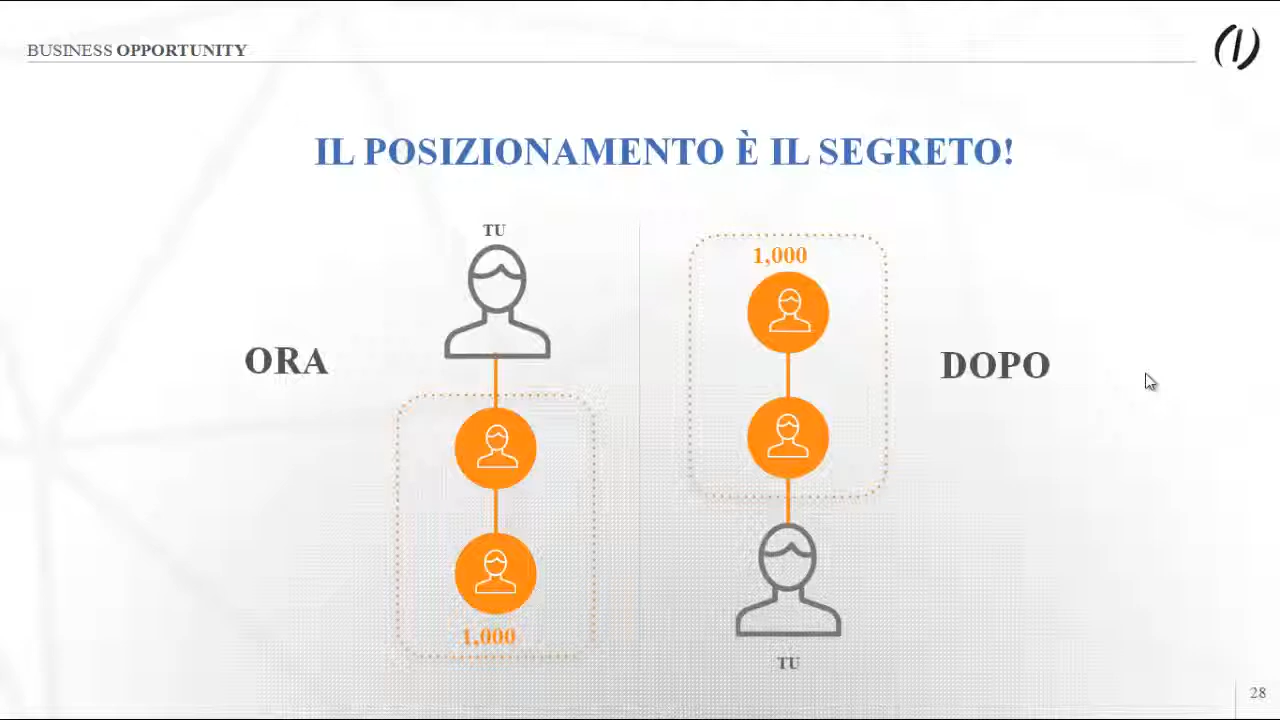 BUSINESS OPPORTUNITY
IL POSIZIONAMENTO È IL SEGRETO!
TU
1,000
ORA
DOPO
1,000
TU
28